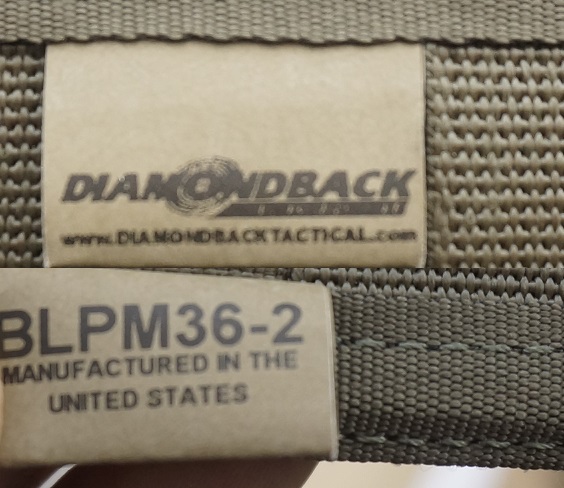 DIAMONDBACK
www.DIAMONDBACKTACTICAL.com
BLPM36-2
MANUFACTURED IN THE
UNITED STATES